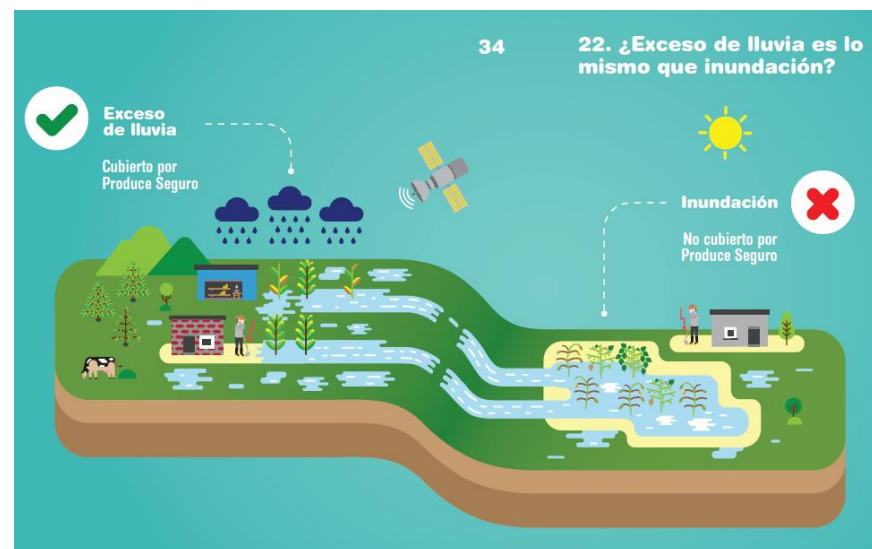 34
22. ¿Exceso de lluvia es lo
mismo que inundación?
Exceso
de lluvia
Cubierto por
Produce Seguro
Inundación
No cubierto por
Produce Seguro